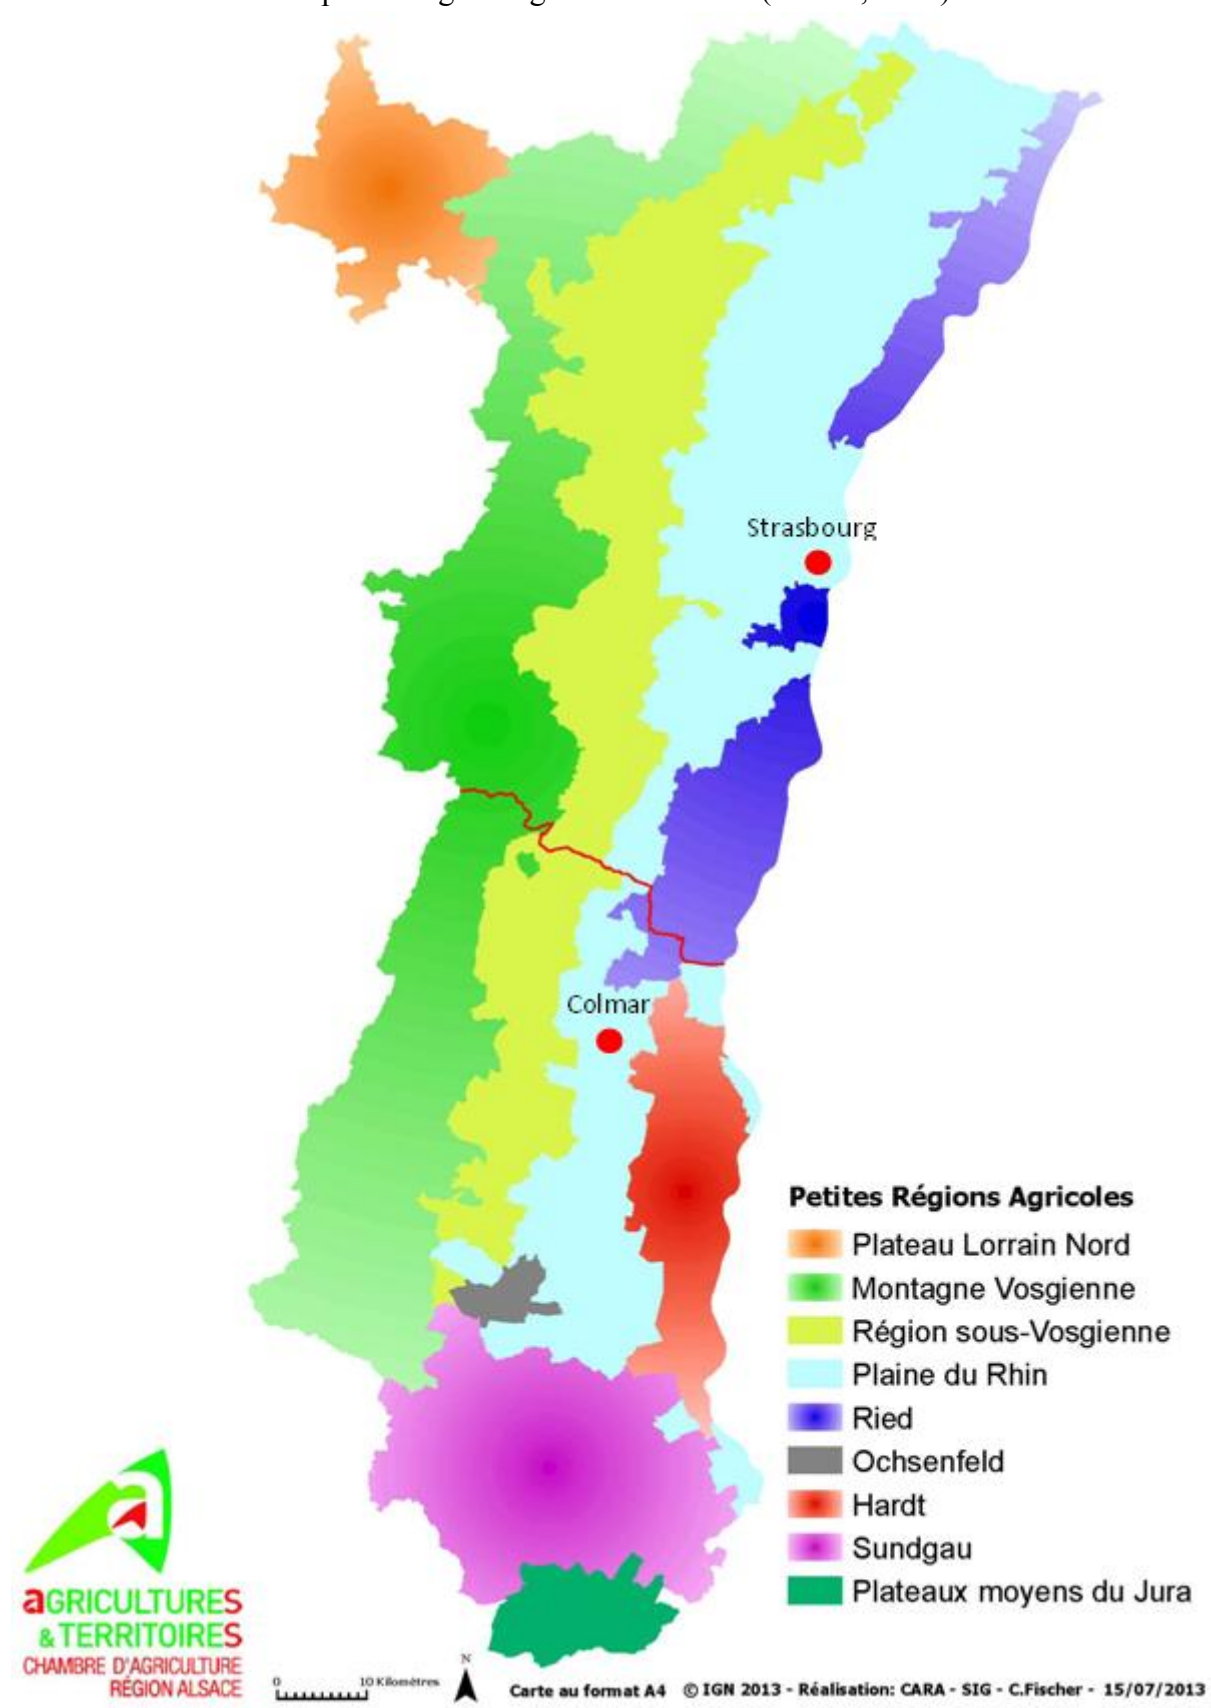 Strasbourg
Colmar
Petites Régions Agricoles
Plateau Lorrain Nord
Montagne Vosgienne
Région sous-Vosgienne
Plaine du Rhin
Ried
Ochsenfeld
Hardt
Sundgau
Plateaux moyens du Jura
a
aGRICULTURES
& TERRITOIRES
CHAMBRE D'AGRICULTURE
RÉGION ALSACE
0 10 Kilomètres
N
Carte au format A4 © IGN 2013 - Réalisation: CARA - SIG - C.Fischer - 15/07/2013